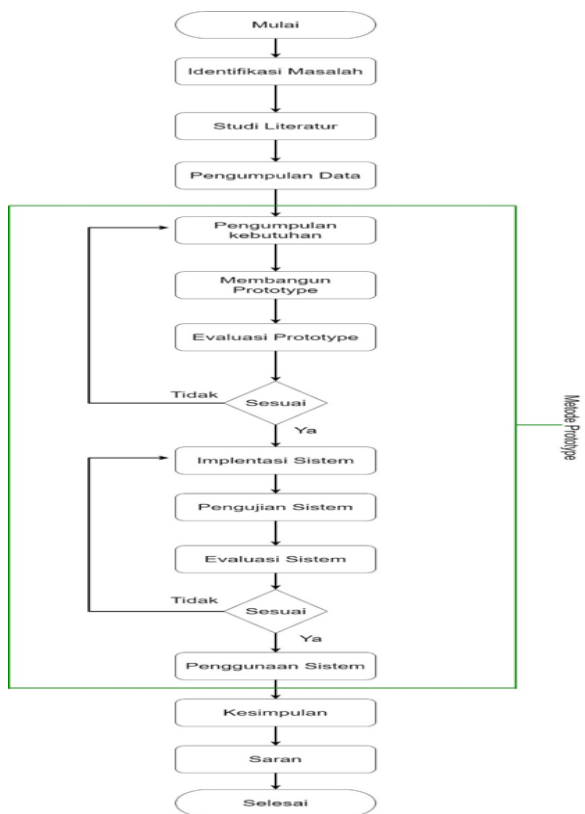 Mulai
Identifikasi Masalah
Studi Literatur
Pengumpulan Data
Pengumpulan
kebutuhan
Membangun
Prototype
Evaluasi Prototype
Tidak
Sesuai
Ya
Implentasi Sistem
Pengujian Sistem
Evaluasi Sistem
Tidak
Sesuai
Ya
Penggunaan Sistem
Kesimpulan
Saran
Selesai
Metode Prototype